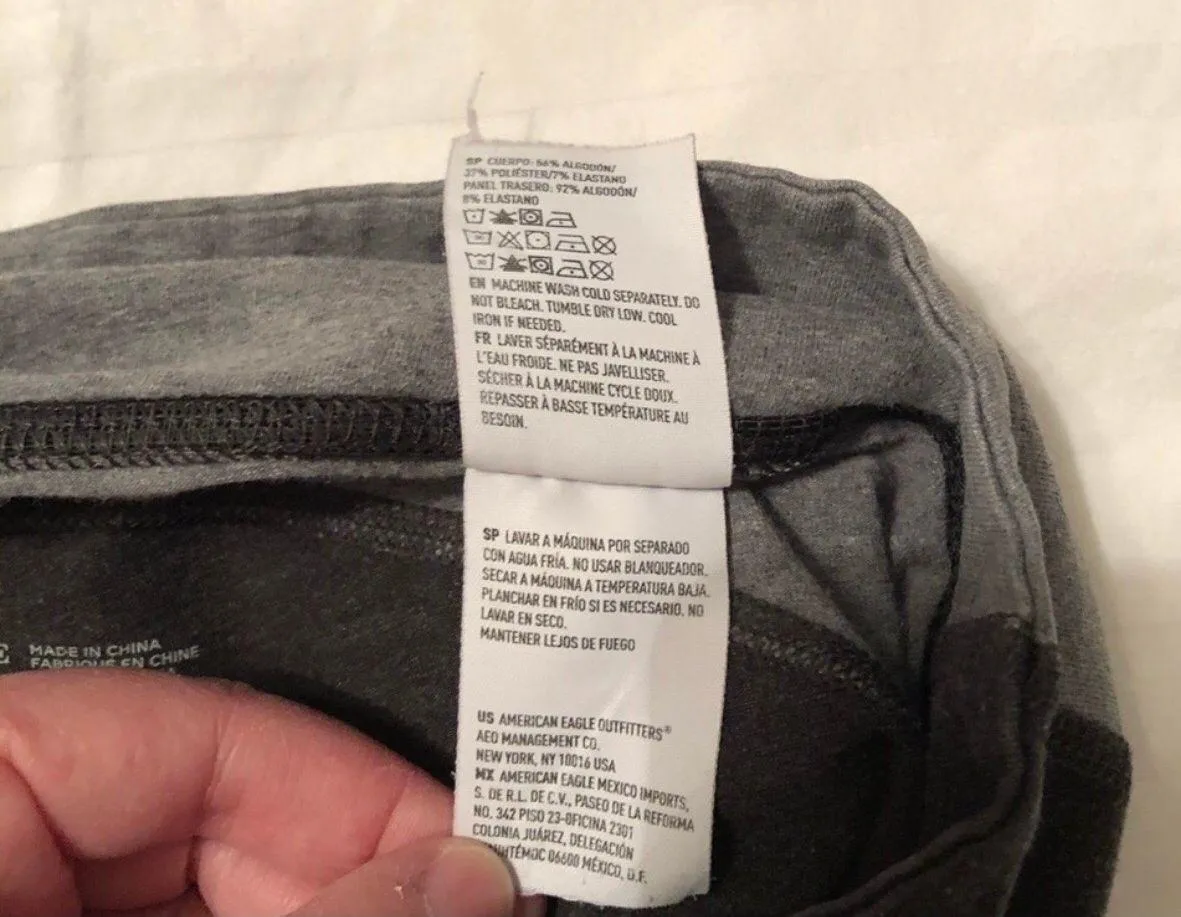 SP CUERPO: 56% ALGODÓN/
37% POLIÉSTER/7% ELASTANO
PANEL TRASERO: 92% ALGODÓN/
8% ELASTANO
EN MACHINE WASH COLD SEPARATELY. DO
NOT BLEACH. TUMBLE DRY LOW. COOL
IRON IF NEEDED.
FR LAVER SÉPARÉMENT À LA MACHINE À
L'EAU FROIDE. NE PAS JAVELLISER.
SÉCHER À LA MACHINE CYCLE DOUX.
REPASSER À BASSE TEMPÉRATURE AU
BESOIN.
SP LAVAR A MÁQUINA POR SEPARADO
CON AGUA FRÍA. NO USAR BLANQUEADOR.
SECAR A MÁQUINA A TEMPERATURA BAJA.
PLANCHAR EN FRÍO SI ES NECESARIO. NO
LAVAR EN SECO.
MANTENER LEJOS DE FUEGO
US AMERICAN EAGLE OUTFITTERS®
AEO MANAGEMENT CO.
NEW YORK, NY 10016 USA
MX AMERICAN EAGLE MEXICO IMPORTS,
S. DE R.L. DE C.V., PASEO DE LA REFORMA
NO. 342 PISO 23-OFICINA 2301
COLONIA JUÁREZ, DELEGACIÓN
06600 MÉXICO, D.F.
MADE IN CHINA
FABRIQUE EN CHINE